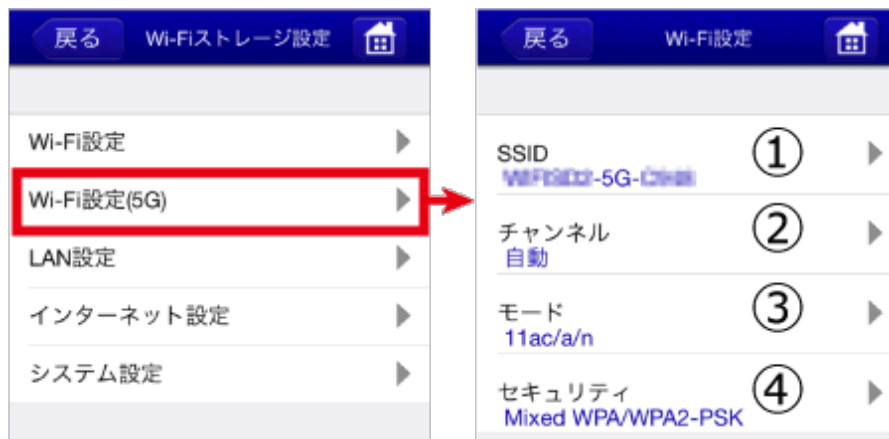 戻る
Wi-Fiストレージ設定
Wi-Fi設定
Wi-Fi設定(5G)
LAN設定
インターネット設定
システム設定
戻る
Wi-Fi設定
SSID
①
-5G-
チャンネル
②
自動
モード
③
11ac/a/n
セキュリティ
④
Mixed WPA/WPA2-PSK